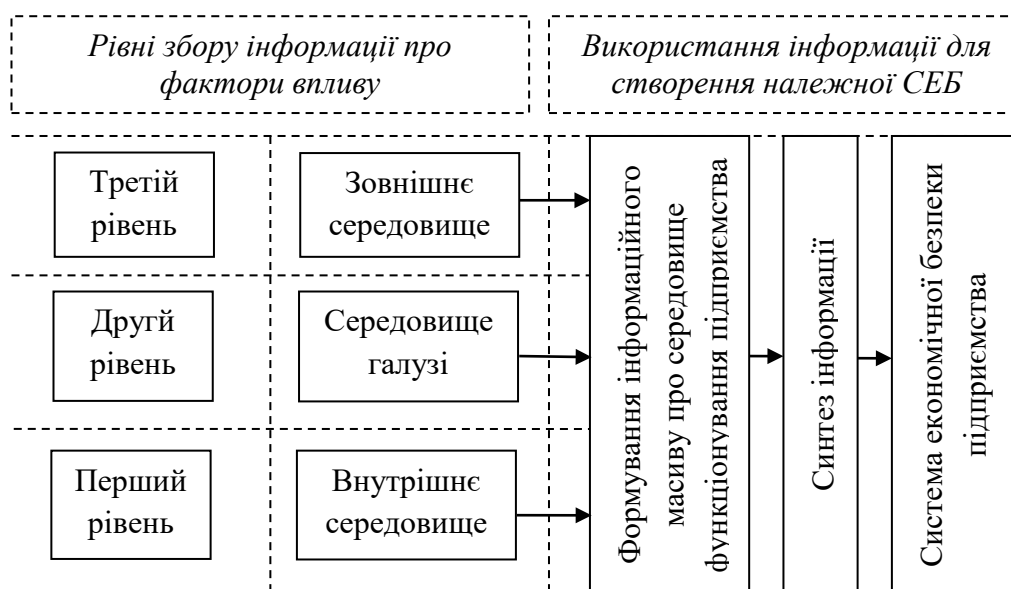 Рівні збору інформації про
фактори впливу
Використання інформації для
створення належної СЕБ
Третій
рівень
Зовнішнє
середовище
Другй
рівень
Середовище
галузі
Перший
рівень
Внутрішнє
середовище
Формування інформаційного
масиву про середовище
функціонування підприємства
Синтез інформації
Система економічної безпеки
підприємства